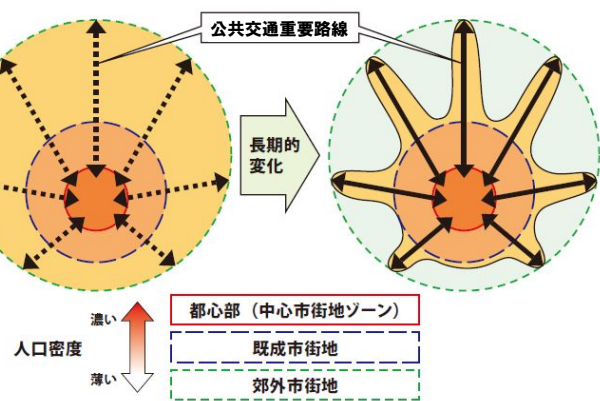 公共交通重要路線
長期的
変化
濃い
人口密度
薄い
都心部（中心市街地ゾーン）
既成市街地
郊外市街地